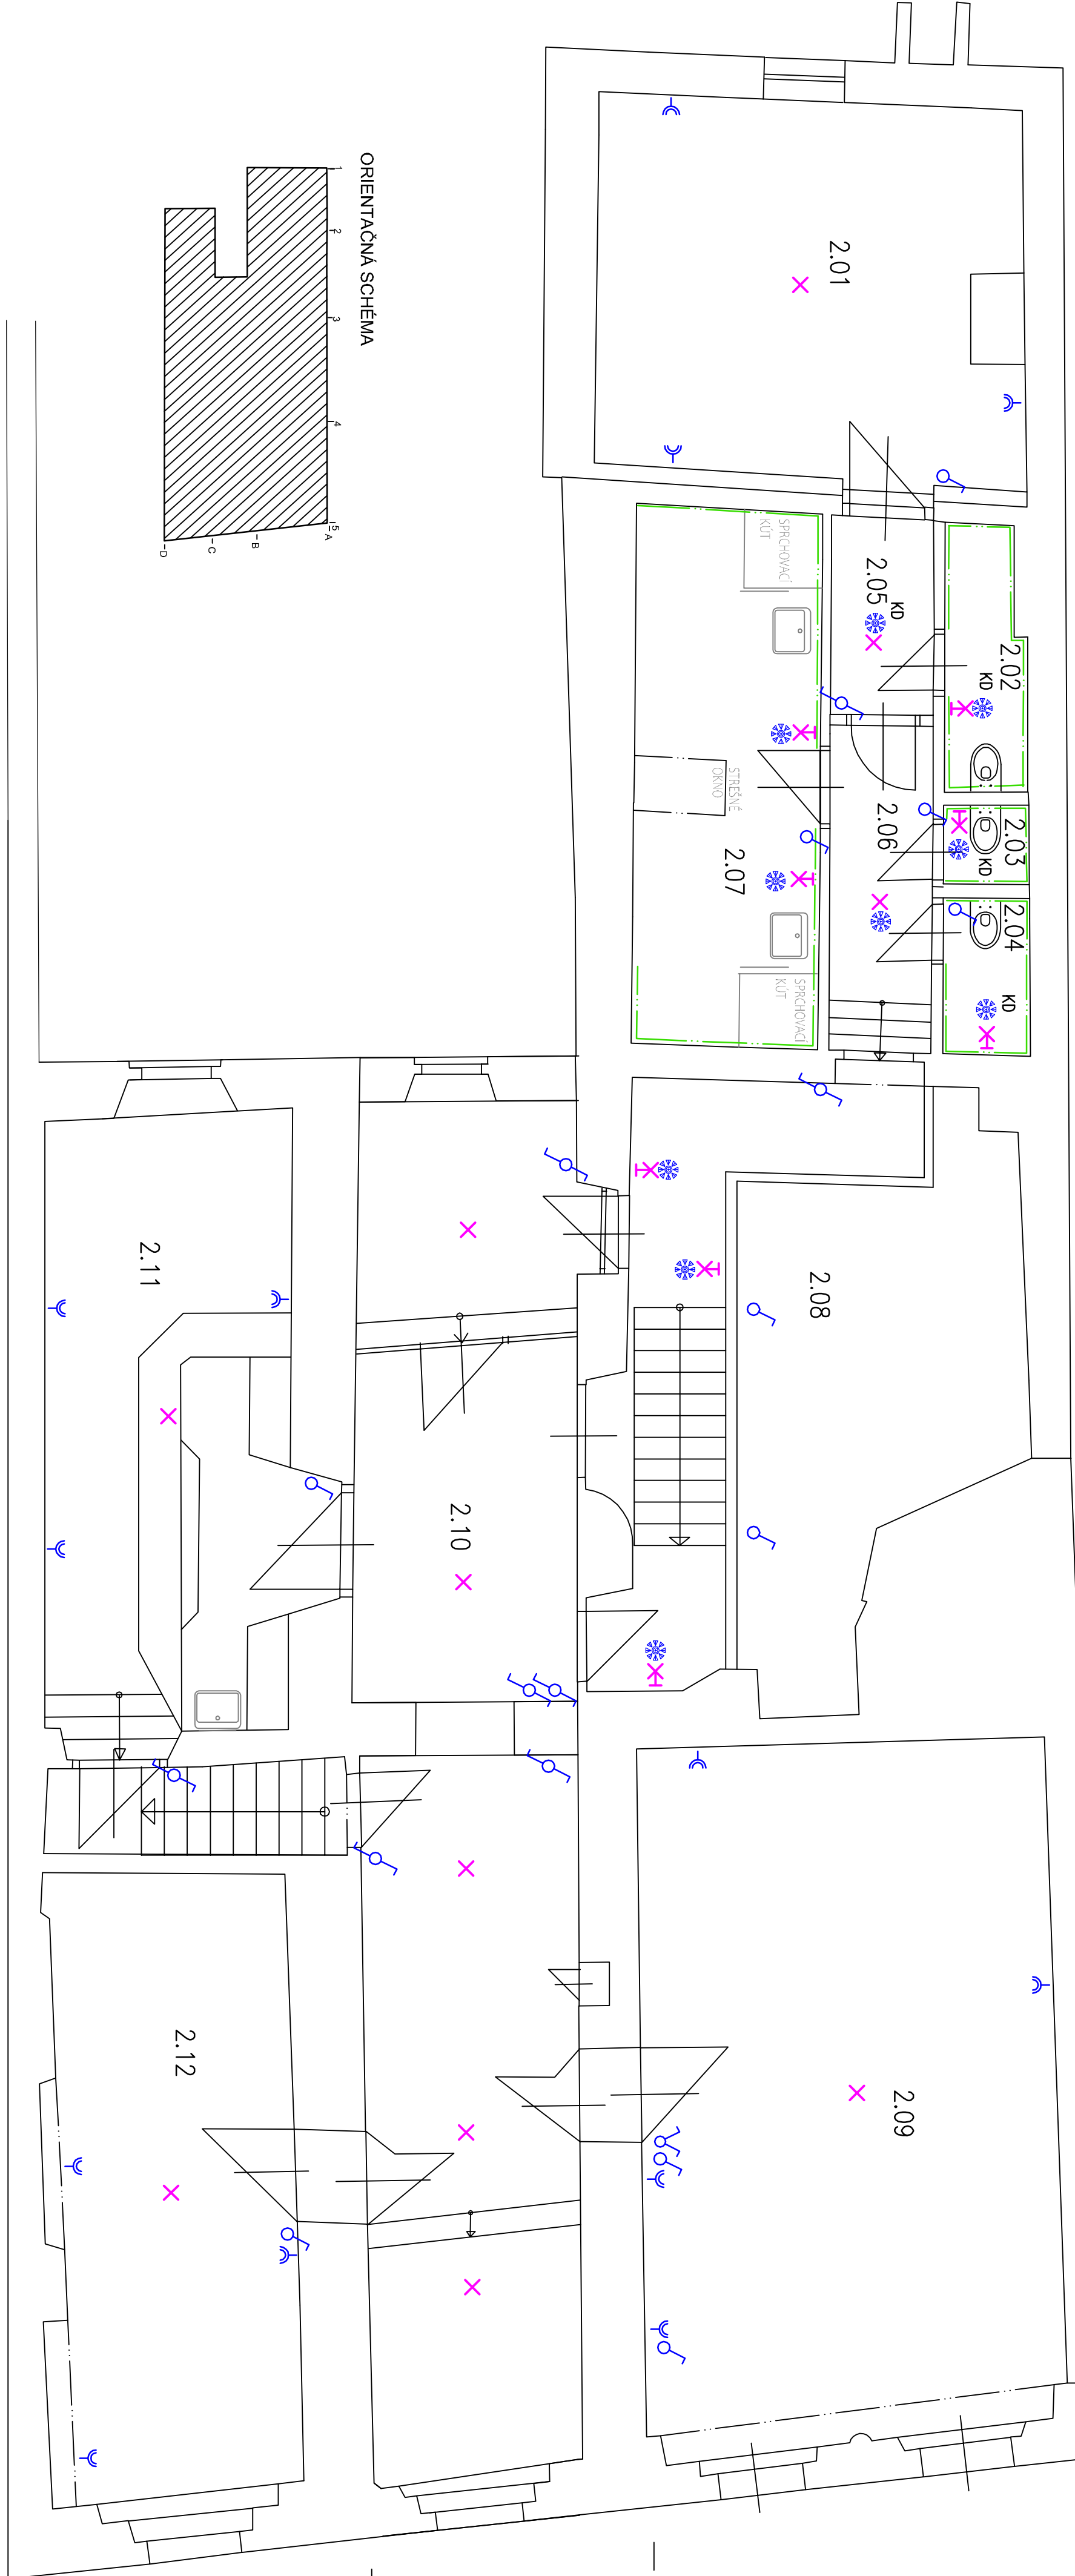 ORIENTAČNÁ SCHÉMA
1
2
3
4
5
A
B
C
D
2.01
2.02
KD
2.03
KD
2.04
KD
2.05
KD
2.06
2.07
SPRCHOVACÍ
KÚT
STREŠNÉ
OKNO
SPRCHOVACÍ
KÚT
2.08
2.09
2.10
2.11
2.12